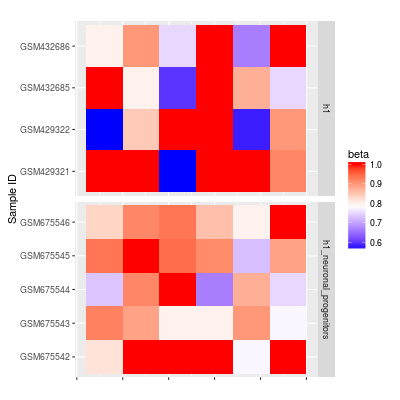 GSM432686
GSM432685
GSM429322
GSM429321
h1
GSM675546
GSM675545
GSM675544
GSM675543
GSM675542
h1_neuronal_progenitors
Sample ID
beta
1.0
0.9
0.8
0.7
0.6